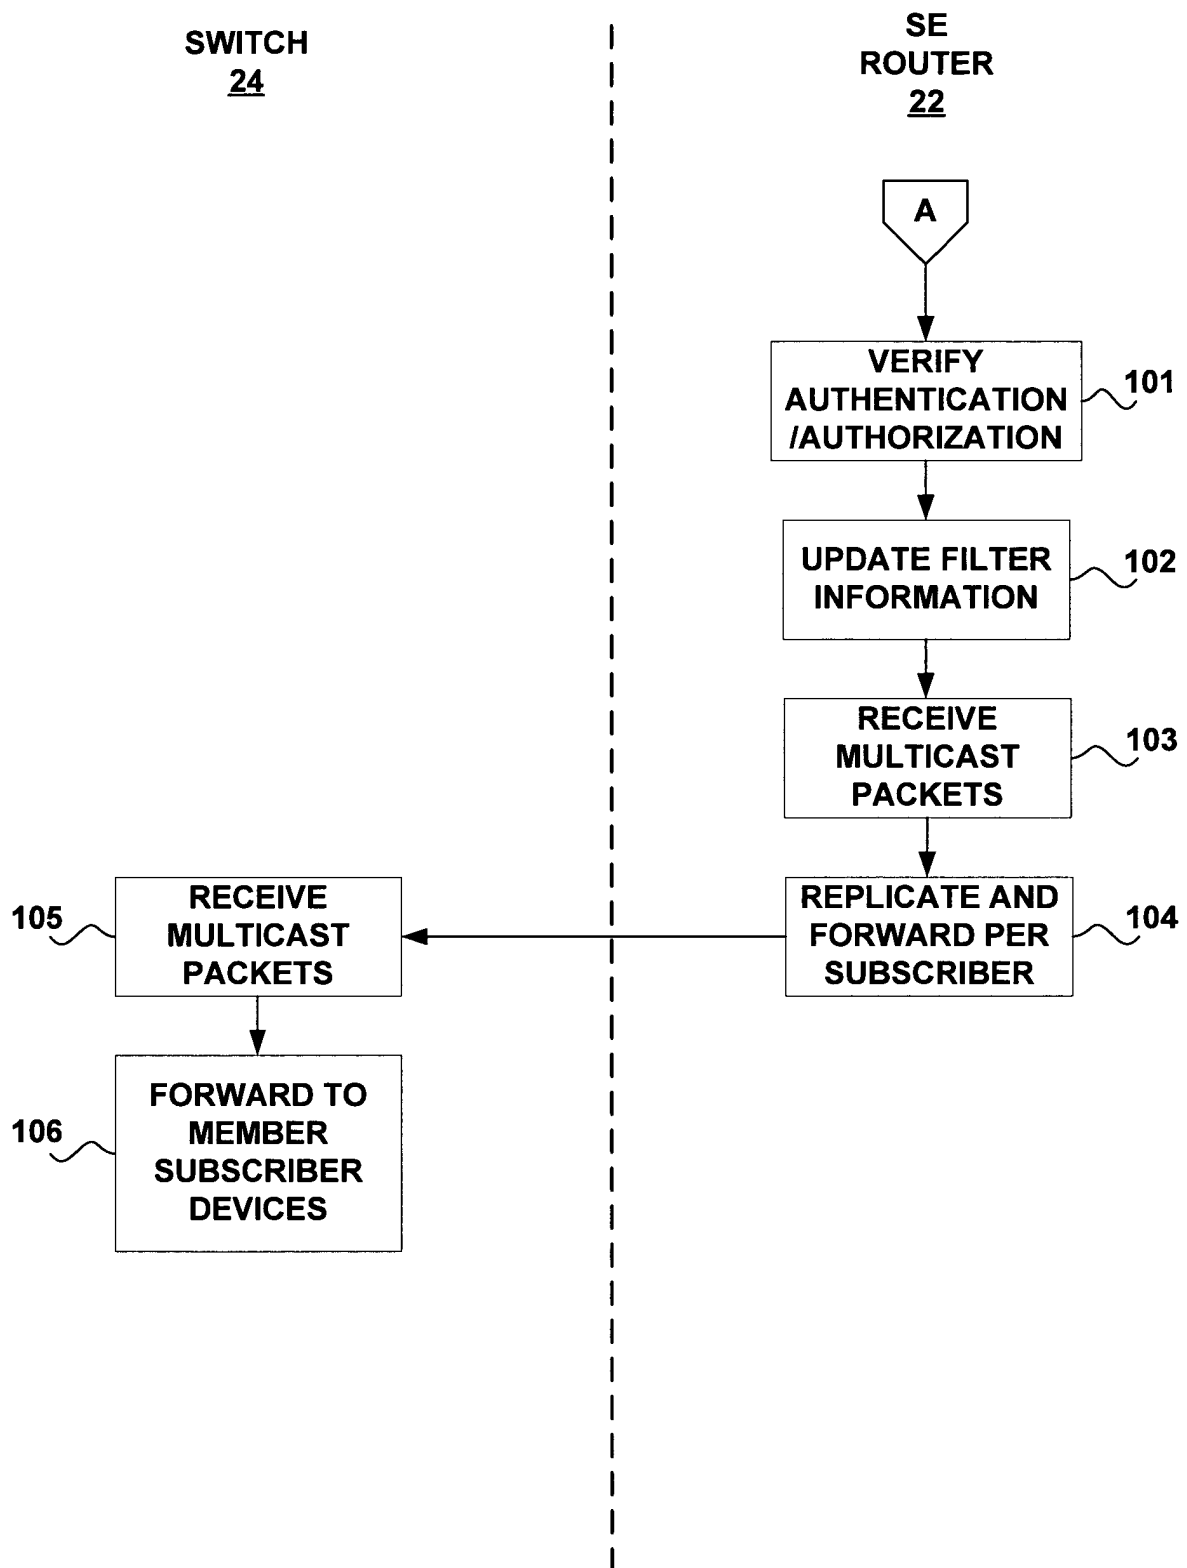 SWITCH
24
SE
ROUTER
22
A
VERIFY
AUTHENTICATION
/AUTHORIZATION
101
UPDATE FILTER
INFORMATION
102
RECEIVE
MULTICAST
PACKETS
103
REPLICATE AND
FORWARD PER
SUBSCRIBER
104
105
RECEIVE
MULTICAST
PACKETS
106
FORWARD TO
MEMBER
SUBSCRIBER
DEVICES